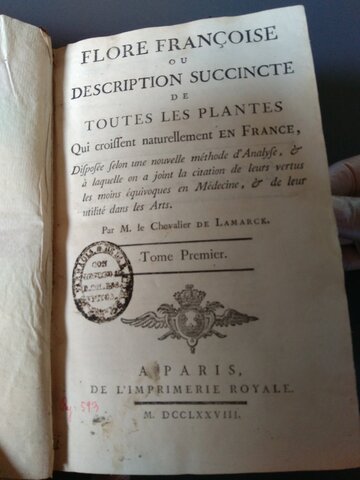 FLORE FRANÇOISE
OU
DESCRIPTION SUCCINCTE
DE
TOUTES LES PLANTES
Qui croiſſent naturellement EN FRANCE,
Diſpoſée ſelon une nouvelle méthode d'Analyſe, &
à laquelle on a joint la citation de leurs vertus
les moins équivoques en Médecine, & de leur
utilité dans les Arts.
Par M. le Chevalier DE LAMARCK.
Tome Premier.
A PARIS,
DE L'IMPRIMERIE ROYALE.
M. DCCLXXVIII.